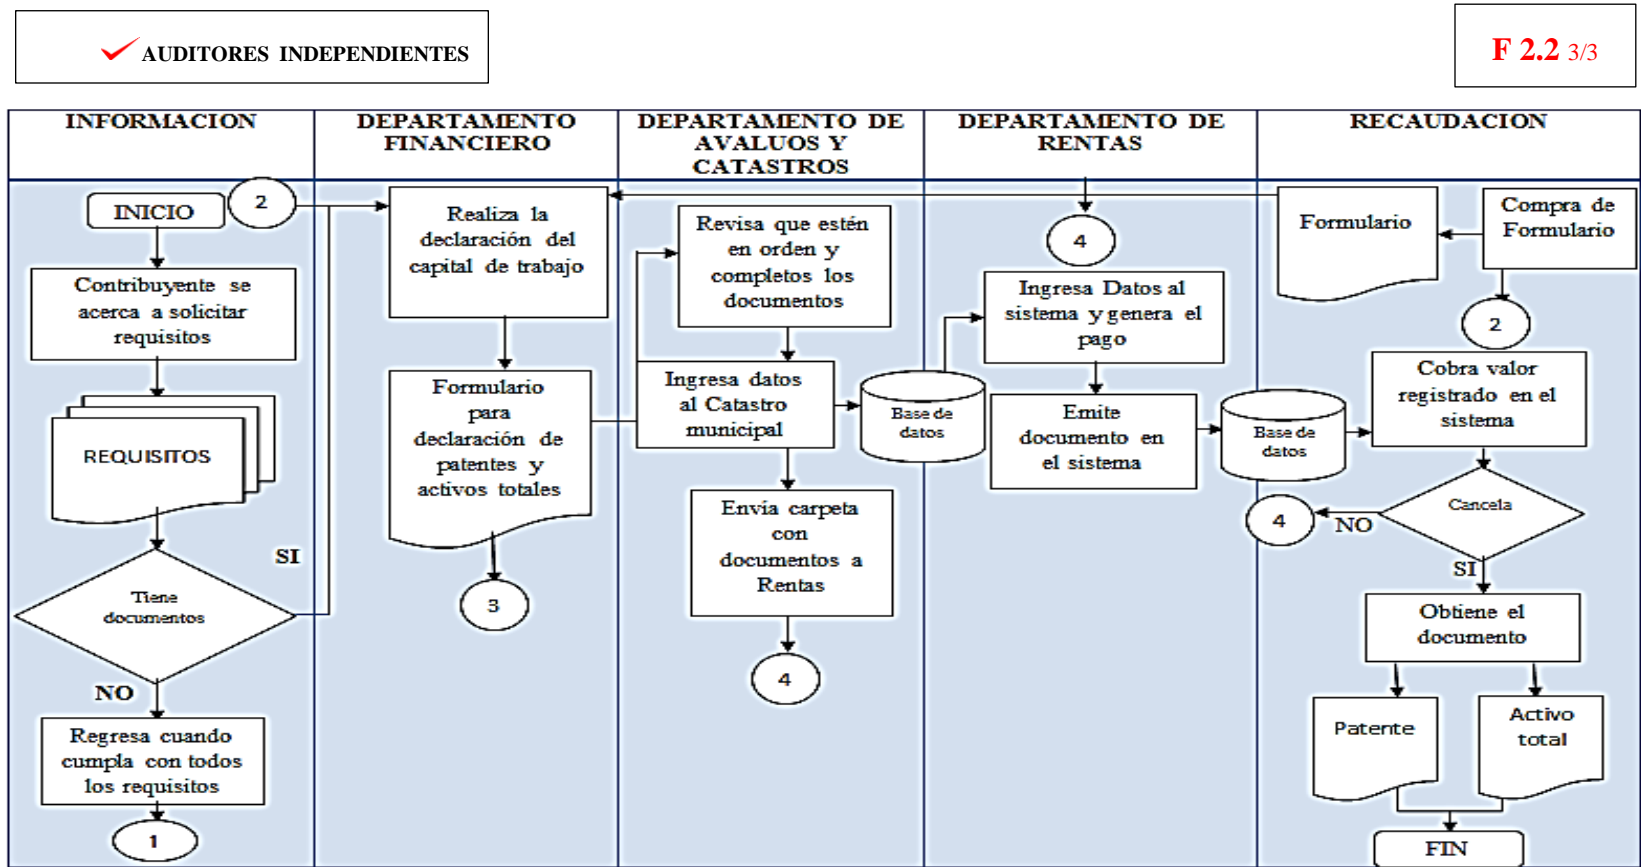 AUDITORES INDEPENDIENTES
F 2.2 3/3
INFORMACION
DEPARTAMENTO
FINANCIERO
DEPARTAMENTO DE
AVALUOS Y
CATASTROS
DEPARTAMENTO DE
RENTAS
RECAUDACION
INICIO
2
Contribuyente se
acerca a solicitar
requisitos
REQUISITOS
SI
Tiene
documentos
NO
Regresa cuando
cumpla con todos
los requisitos
1
Realiza la
declaración del
capital de trabajo
Formulario
para
declaración de
patentes y
activos totales
3
Revisa que estén
en orden y
completos los
documentos
Ingresa datos
al Catastro
municipal
Base de
datos
Envía carpeta
con
documentos a
Rentas
4
4
Ingresa Datos al
sistema y genera el
pago
Emite
documento en
el sistema
Base de
datos
Formulario
Compra de
Formulario
2
Cobra valor
registrado en el
sistema
Cancela
4
NO
SI
Obtiene el
documento
Patente
Activo
total
FIN